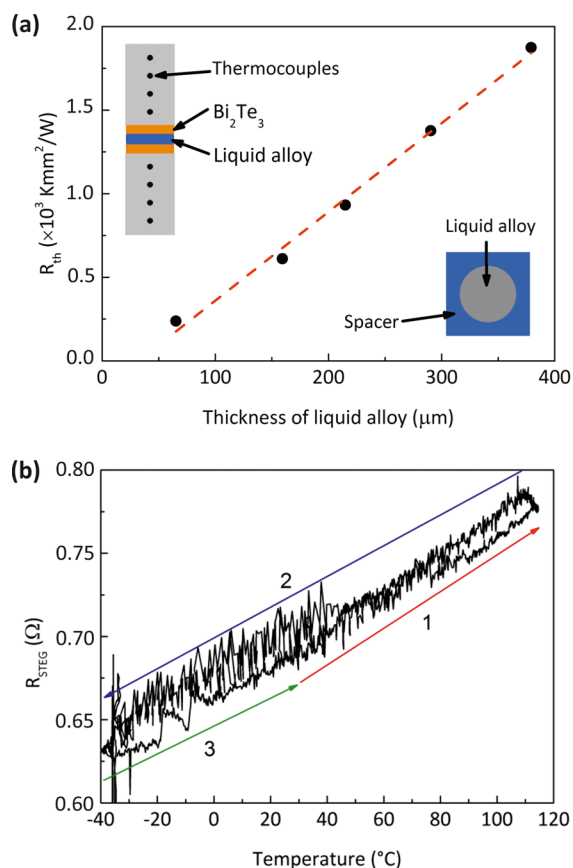 (a)
2.0
1.5
1.0
0.5
0.0
R_th (×10³ Kmm²/W)
Thermocouples
Bi₂Te₃
Liquid alloy
Liquid alloy
Spacer
0 100 200 300 400
Thickness of liquid alloy (μm)
(b)
0.80
0.75
0.70
0.65
0.60
R_STEG (Ω)
2
1
3
-40 -20 0 20 40 60 80 100 120
Temperature (°C)